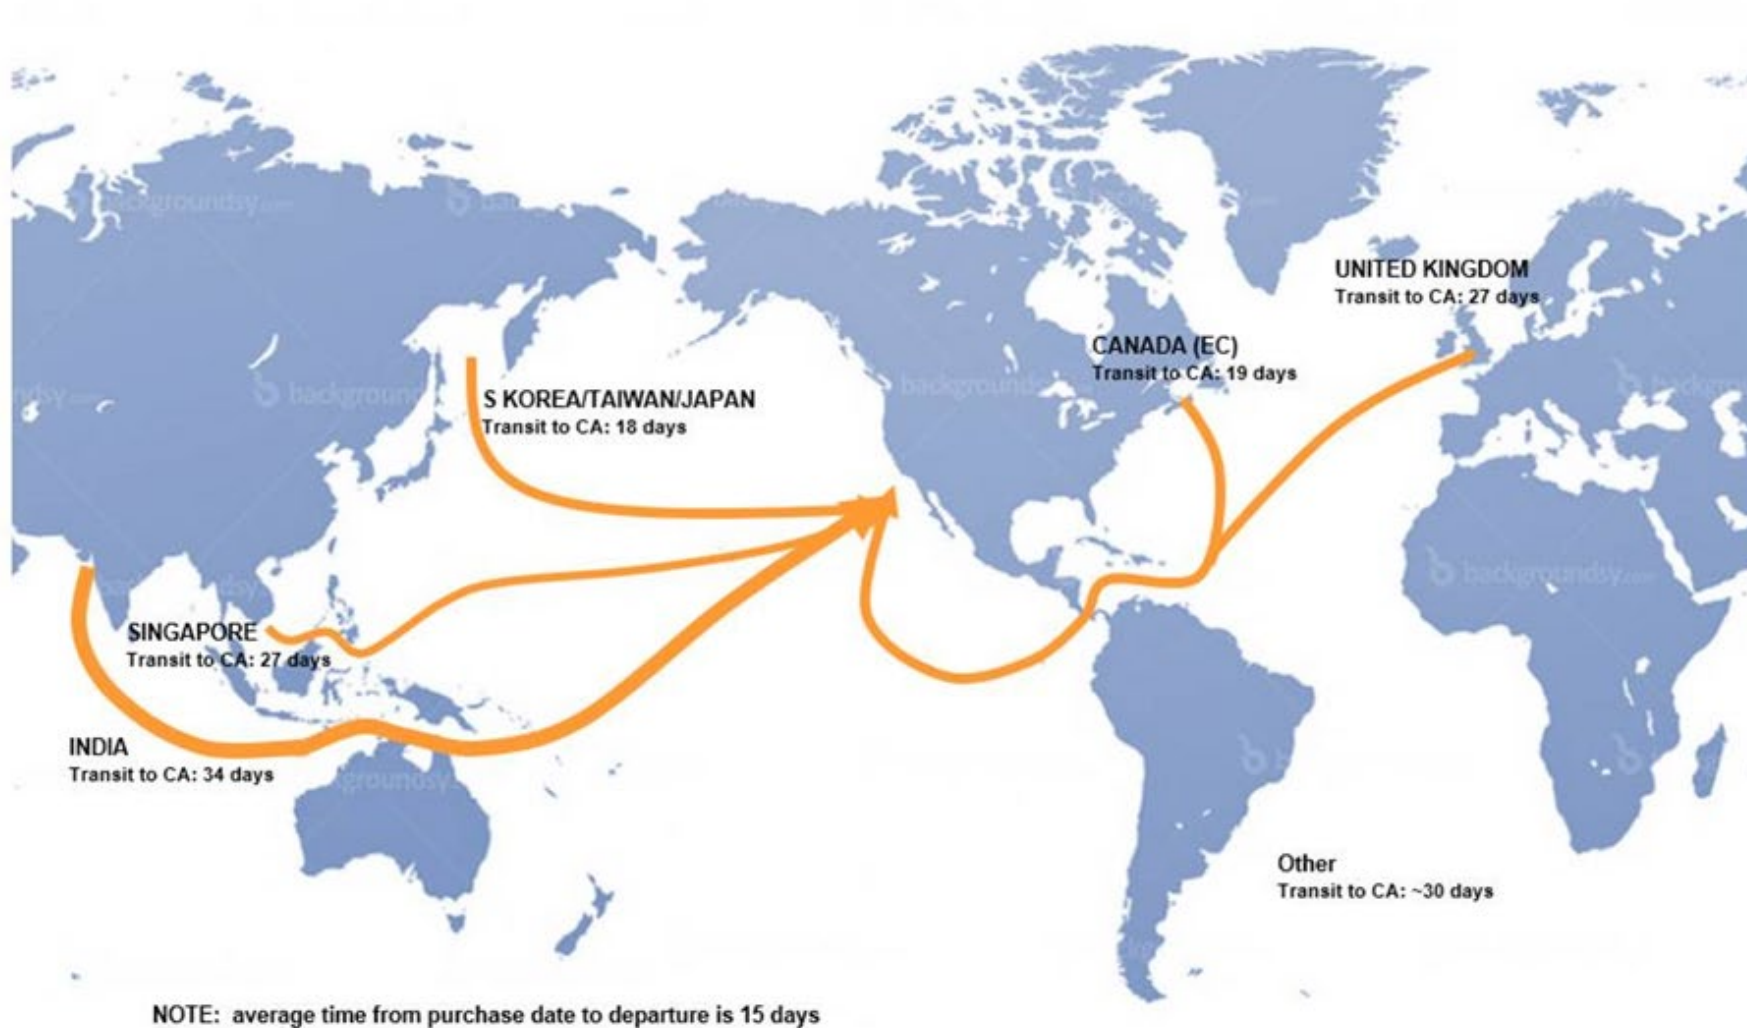 UNITED KINGDOM
Transit to CA: 27 days
CANADA (EC)
Transit to CA: 19 days
S KOREA/TAIWAN/JAPAN
Transit to CA: 18 days
SINGAPORE
Transit to CA: 27 days
INDIA
Transit to CA: 34 days
Other
Transit to CA: ~30 days
NOTE: average time from purchase date to departure is 15 days
backgroundsy.com